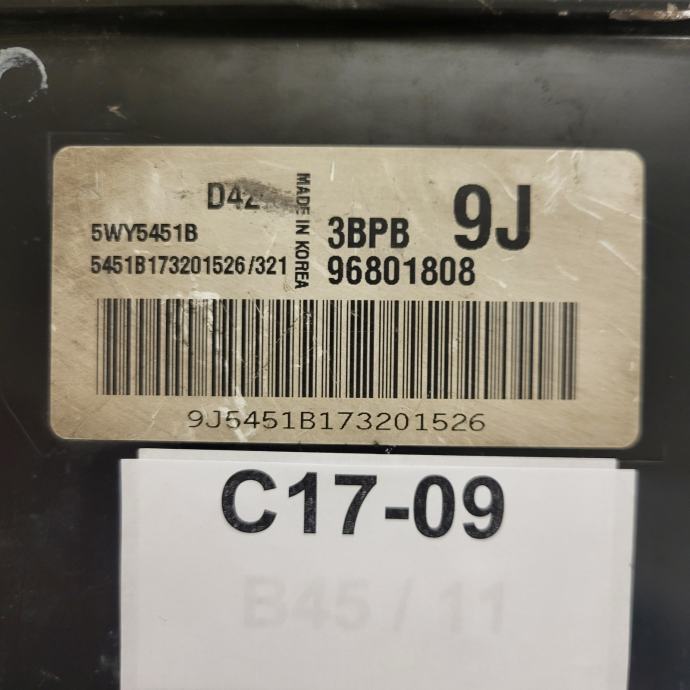 D42
5WY5451B
5451B173201526/321
MADE IN KOREA
3BPB 9J
96801808
9J5451B173201526
C17-09
B45 / 11